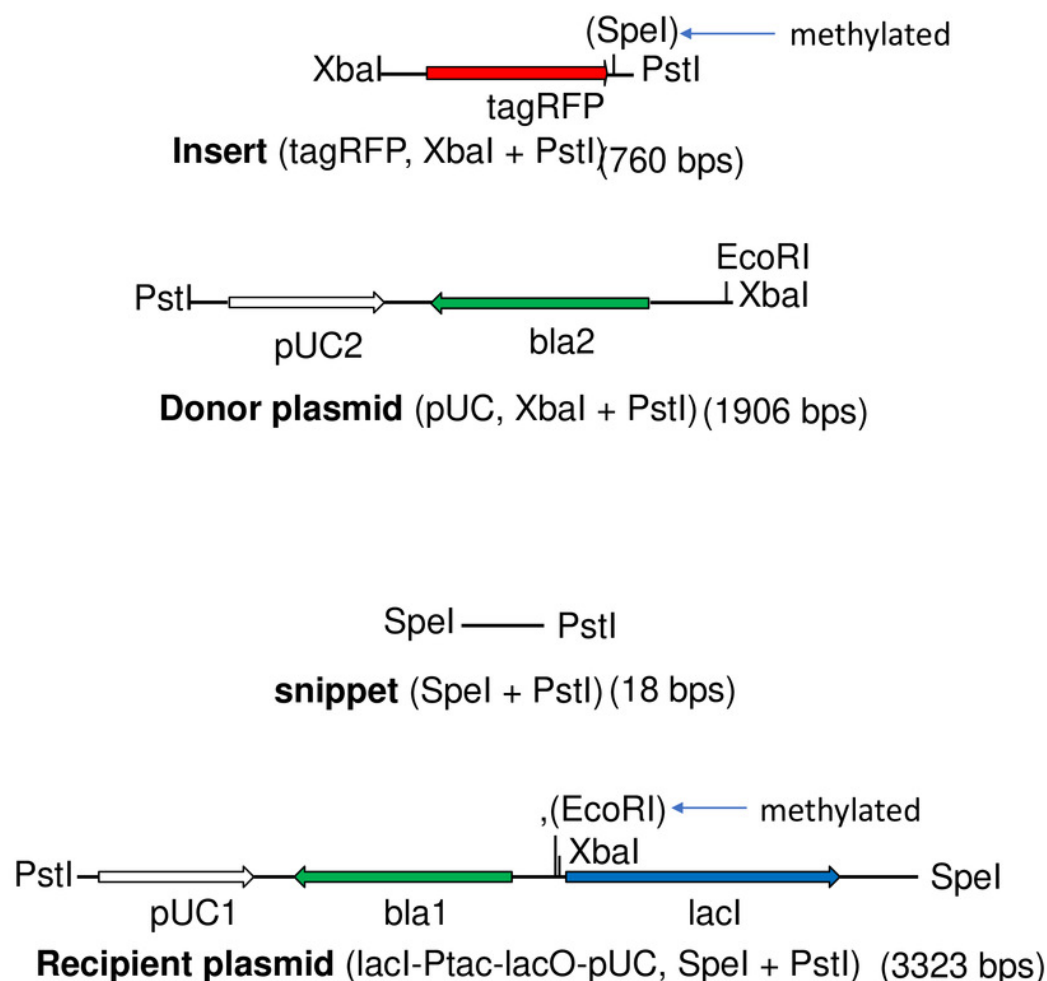 (SpeI) methylated
XbaI PstI
tagRFP
Insert (tagRFP, XbaI + PstI) (760 bps)
EcoRI
PstI XbaI
pUC2 bla2
Donor plasmid (pUC, XbaI + PstI) (1906 bps)
SpeI PstI
snippet (SpeI + PstI) (18 bps)
,(EcoRI) methylated
XbaI
PstI SpeI
pUC1 bla1 lacI
Recipient plasmid (lacI-Ptac-lacO-pUC, SpeI + PstI) (3323 bps)